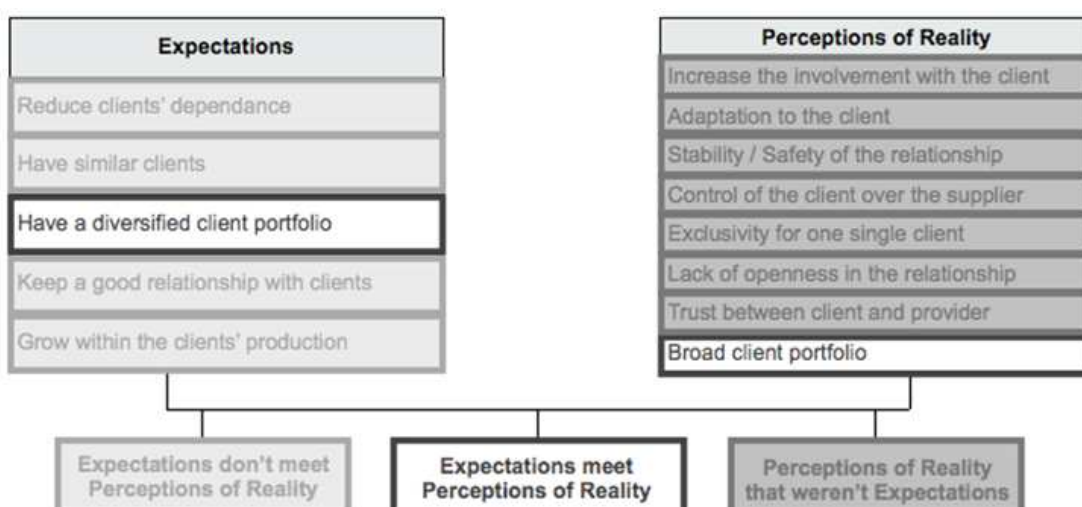 Expectations
Reduce clients' dependance
Have similar clients
Have a diversified client portfolio
Keep a good relationship with clients
Grow within the clients' production
Perceptions of Reality
Increase the involvement with the client
Adaptation to the client
Stability / Safety of the relationship
Control of the client over the supplier
Exclusivity for one single client
Lack of openness in the relationship
Trust between client and provider
Broad client portfolio
Expectations don't meet
Perceptions of Reality
Expectations meet
Perceptions of Reality
Perceptions of Reality
that weren't Expectations